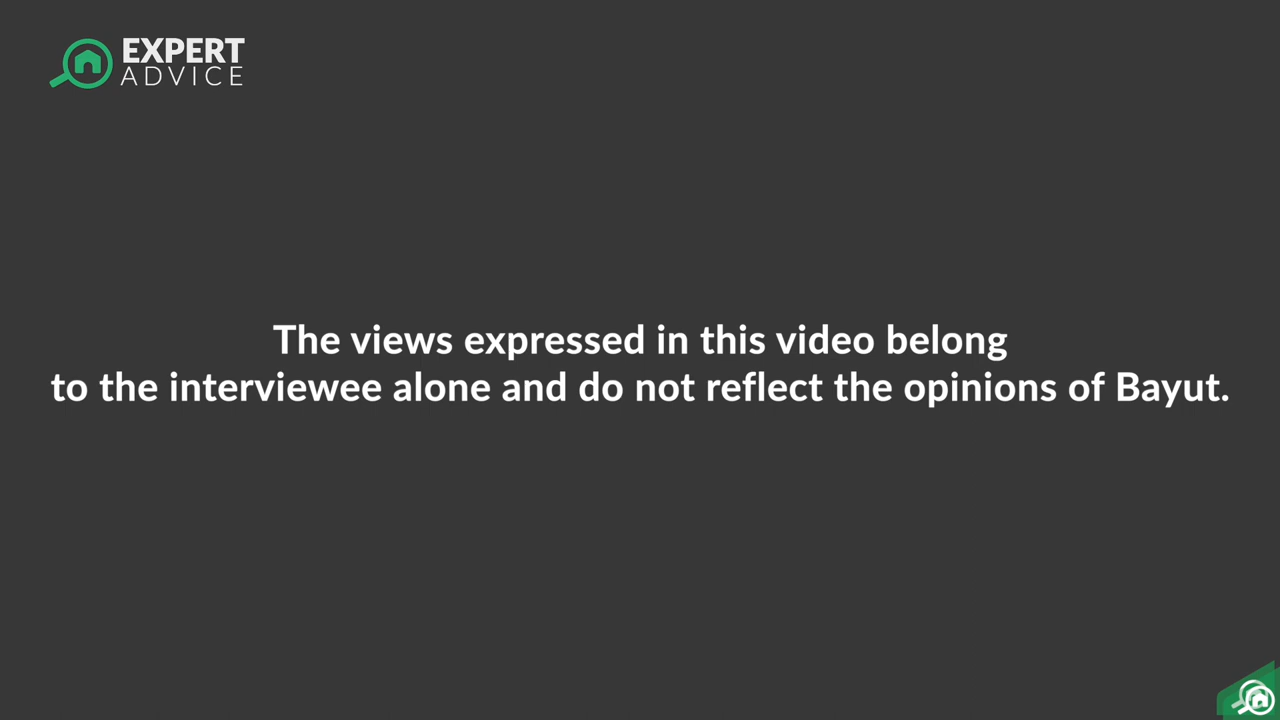 EXPERT
ADVICE
The views expressed in this video belong
to the interviewee alone and do not reflect the opinions of Bayut.